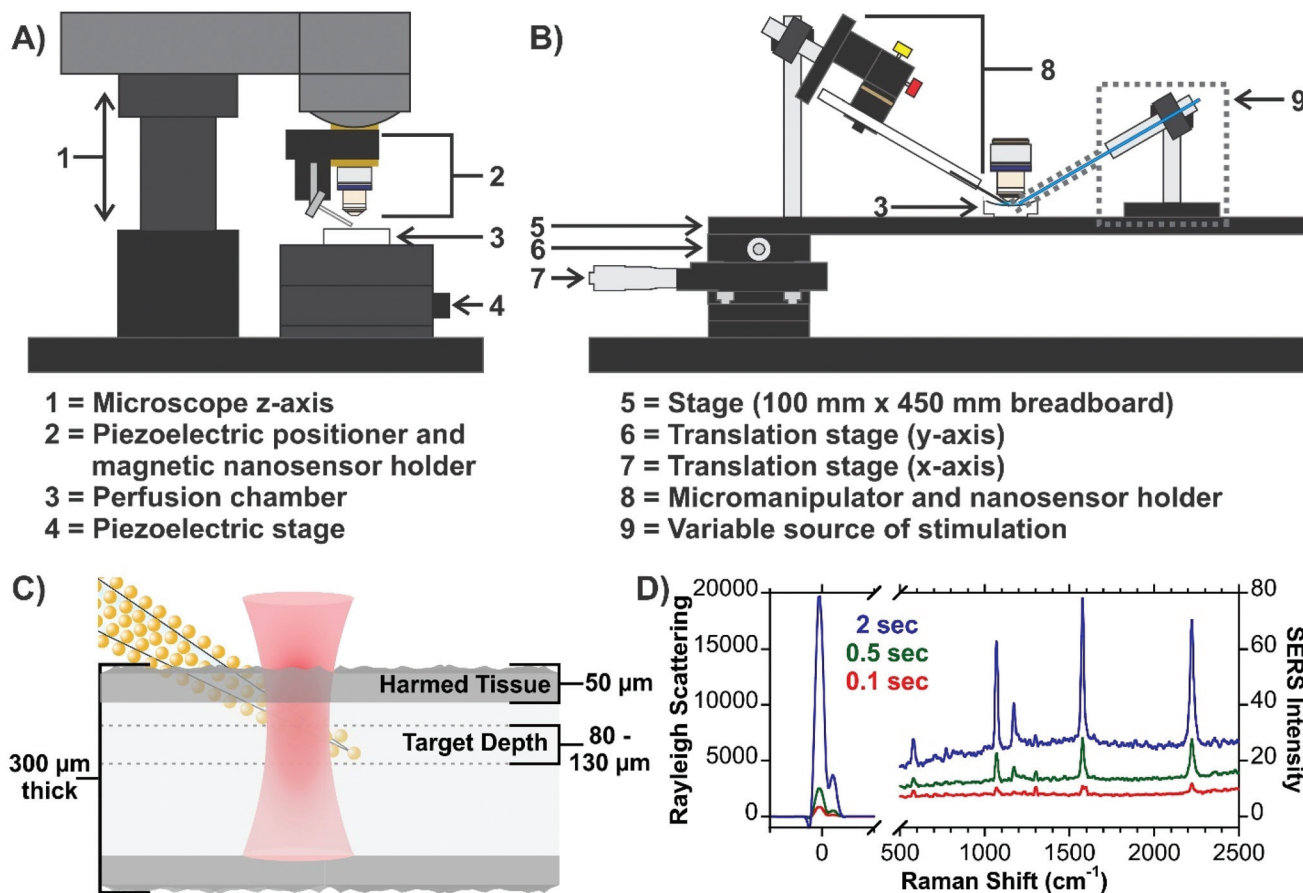 A)
1
2
3
4
B)
8
9
3
5
6
7
1 = Microscope z-axis
2 = Piezoelectric positioner and
magnetic nanosensor holder
3 = Perfusion chamber
4 = Piezoelectric stage
5 = Stage (100 mm x 450 mm breadboard)
6 = Translation stage (y-axis)
7 = Translation stage (x-axis)
8 = Micromanipulator and nanosensor holder
9 = Variable source of stimulation
C)
Harmed Tissue
50 µm
Target Depth
80 -
130 µm
300 µm
thick
D)
Rayleigh Scattering
20000
15000
10000
5000
0
2 sec
0.5 sec
0.1 sec
80
60
40
20
0
SERS Intensity
0
500
1000
1500
2000
2500
Raman Shift (cm⁻¹)